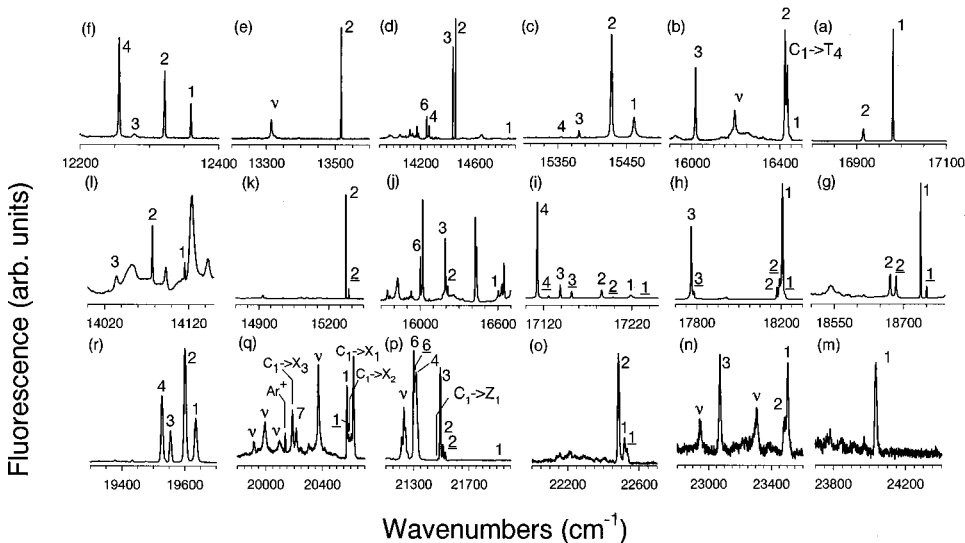 (f) (e) (d) (c) (b) (a)
4 2 1 3
ν 2
3 2 6 4 1
4 3 2 1
3 ν 2 C₁->T₄ 1
2 1
12200 12400 13300 13500 14200 14600 15350 15450 16000 16400 16900 17100
(l) (k) (j) (i) (h) (g)
3 2 1
2 2
6 3 2 1
4 4 3 3 2 2 1 1
3 3 2 2 1 1
2 2 1 1
14020 14120 14900 15200 16000 16600 17120 17220 17800 18200 18550 18700
(r) (q) (p) (o) (n) (m)
4 3 2 1
ν ν ν Ar⁺ C₁->X₃ 7 ν 1 1 C₁->X₁ C₁->X₂
ν 6 6 4 3 C₁->Z₁ 2 2 1
2 1 1
ν 3 ν 2 1
1
19400 19600 20000 20400 21300 21700 22200 22600 23000 23400 23800 24200
Fluorescence (arb. units)
Wavenumbers (cm⁻¹)